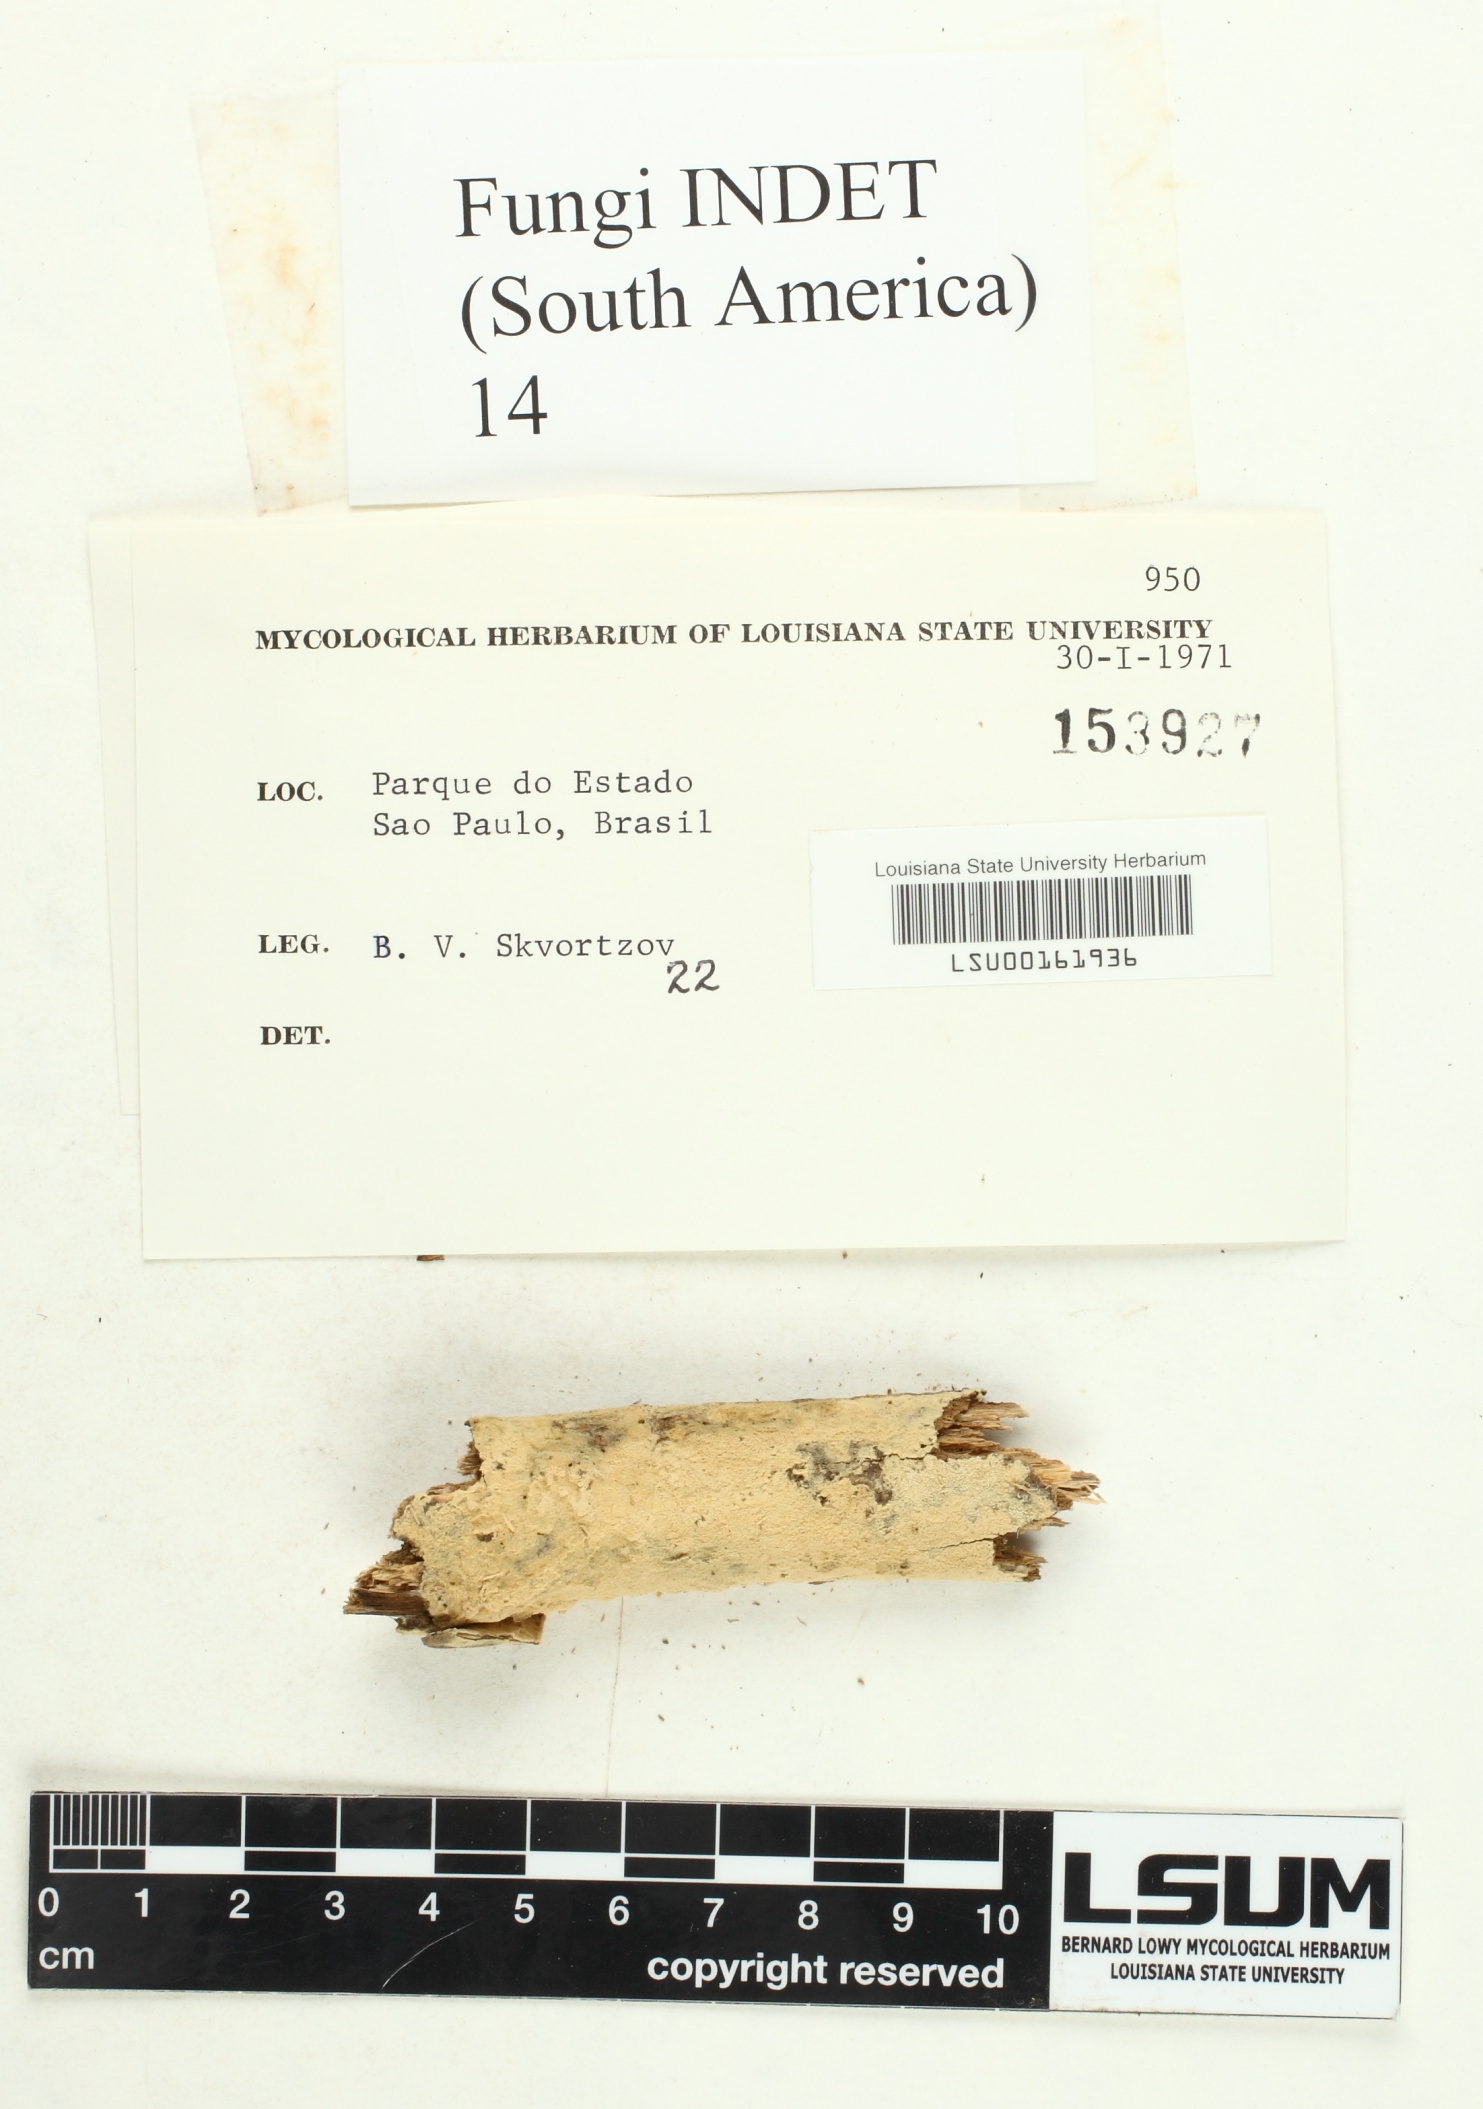 Fungi INDET
(South America)
14
950
MYCOLOGICAL HERBARIUM OF LOUISIANA STATE UNIVERSITY
30-I-1971
153927
LOC. Parque do Estado
Sao Paulo, Brasil
Louisiana State University Herbarium
LSU00161936
LEG. B. V. Skvortzov
22
DET.
0 1 2 3 4 5 6 7 8 9 10
cm
copyright reserved
LSUM
BERNARD LOWY MYCOLOGICAL HERBARIUM
LOUISIANA STATE UNIVERSITY